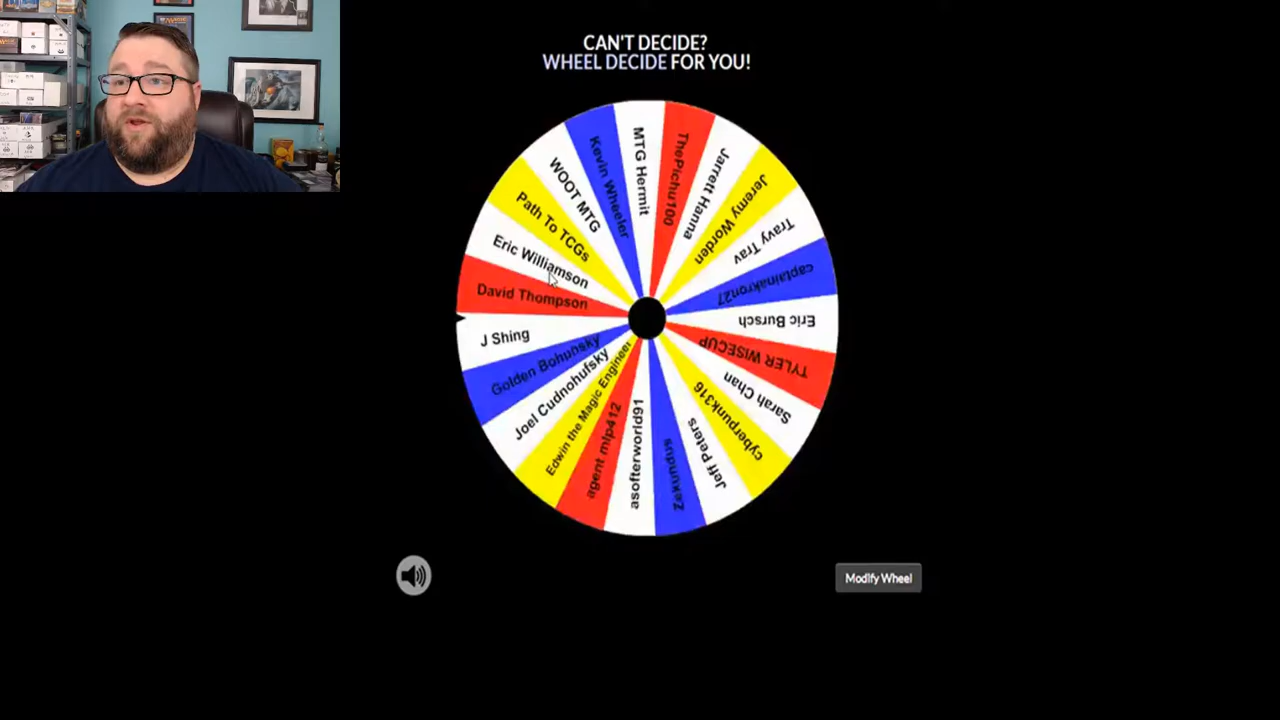 CAN'T DECIDE?
WHEEL DECIDE FOR YOU!
MTG Hermit
ThePichu100
Jarrett Hanna
Jeremy Worden
Travy Trav
captainakron27
Eric Bursch
TYLER WISECUP
Sarah Chan
cyberpunk316
Jeff Peters
Zekundus
asofterworld91
agent mlp412
Edwin the Magic Engineer
Joel Cudnohufsky
Golden Bohunsky
J Shing
David Thompson
Eric Williamson
Path To TCGs
WOOT MTG
Kevin Wheeler
Modify Wheel